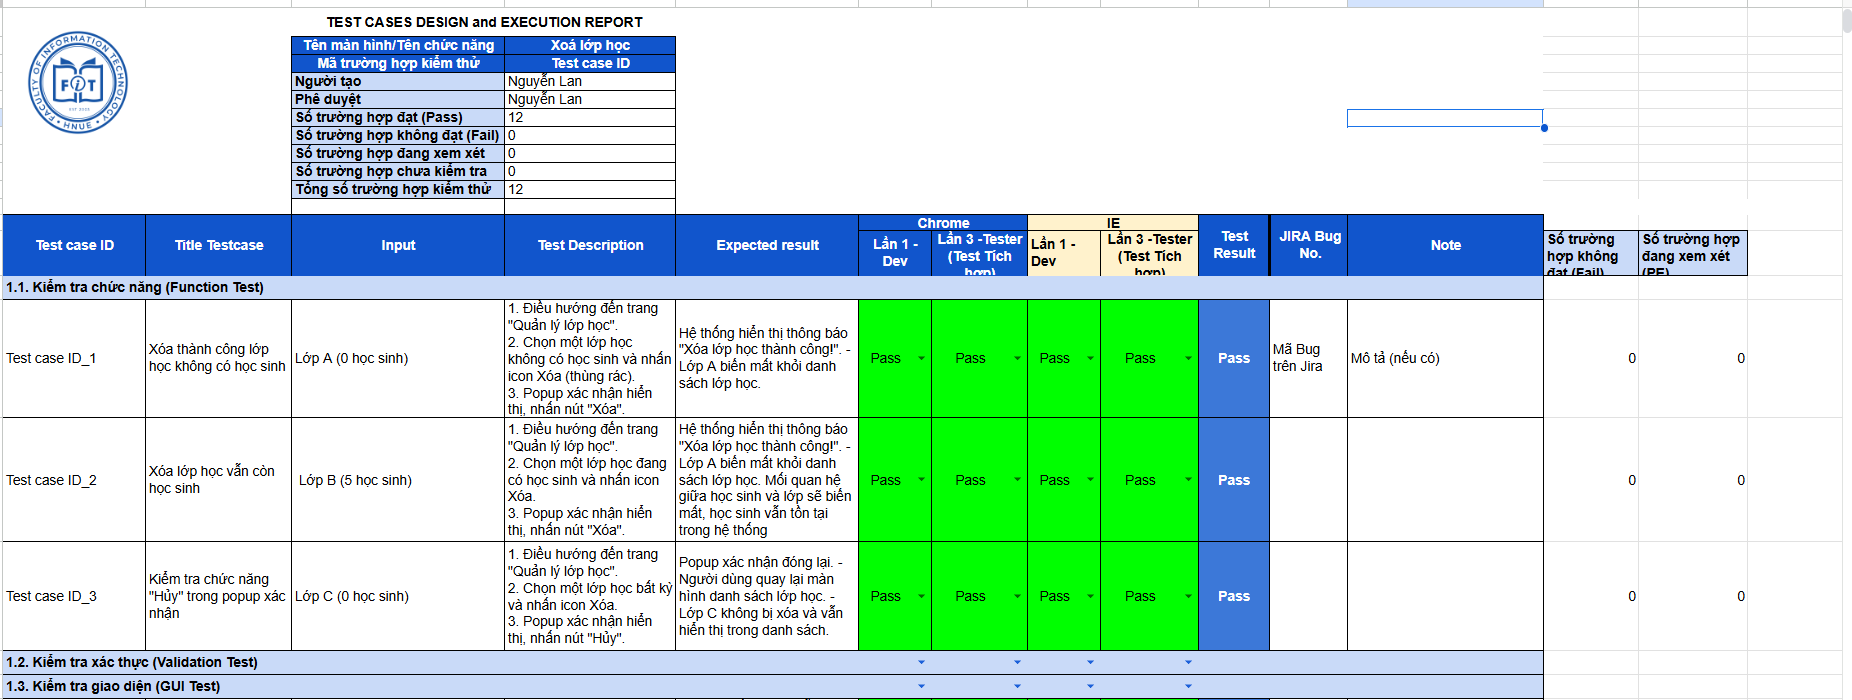 TEST CASES DESIGN and EXECUTION REPORT
FACULTY OF INFORMATION TECHNOLOGY
FiT
EST 2003
HNUE
Tên màn hình/Tên chức năng
Xoá lớp học
Mã trường hợp kiểm thử
Test case ID
Người tạo
Nguyễn Lan
Phê duyệt
Nguyễn Lan
Số trường hợp đạt (Pass)
12
Số trường hợp không đạt (Fail)
0
Số trường hợp đang xem xét
0
Số trường hợp chưa kiểm tra
0
Tổng số trường hợp kiểm thử
12
Test case ID
Title Testcase
Input
Test Description
Expected result
Chrome
Lần 1 -
Dev
Lần 3 -Tester
(Test Tích
hợp)
IE
Lần 1 -
Dev
Lần 3 -Tester
(Test Tích
hợp)
Test
Result
JIRA Bug
No.
Note
Số trường
hợp không
đạt (Fail)
Số trường hợp
đang xem xét
(PE)
1.1. Kiểm tra chức năng (Function Test)
Test case ID_1
Xóa thành công lớp
học không có học sinh
Lớp A (0 học sinh)
1. Điều hướng đến trang
"Quản lý lớp học".
2. Chọn một lớp học
không có học sinh và nhấn
icon Xóa (thùng rác).
3. Popup xác nhận hiển
thị, nhấn nút "Xóa".
Hệ thống hiển thị thông báo
"Xóa lớp học thành công!". -
Lớp A biến mất khỏi danh
sách lớp học.
Pass
Pass
Pass
Pass
Pass
Mã Bug
trên Jira
Mô tả (nếu có)
0
0
Test case ID_2
Xóa lớp học vẫn còn
học sinh
Lớp B (5 học sinh)
1. Điều hướng đến trang
"Quản lý lớp học".
2. Chọn một lớp học đang
có học sinh và nhấn icon
Xóa.
3. Popup xác nhận hiển
thị, nhấn nút "Xóa".
Hệ thống hiển thị thông báo
"Xóa lớp học thành công!". -
Lớp A biến mất khỏi danh
sách lớp học. Mối quan hệ
giữa học sinh và lớp sẽ biến
mất, học sinh vẫn tồn tại
trong hệ thống
Pass
Pass
Pass
Pass
Pass
0
0
Test case ID_3
Kiểm tra chức năng
"Hủy" trong popup xác
nhận
Lớp C (0 học sinh)
1. Điều hướng đến trang
"Quản lý lớp học".
2. Chọn một lớp học bất kỳ
và nhấn icon Xóa.
3. Popup xác nhận hiển
thị, nhấn nút "Hủy".
Popup xác nhận đóng lại. -
Người dùng quay lại màn
hình danh sách lớp học. -
Lớp C không bị xóa và vẫn
hiển thị trong danh sách.
Pass
Pass
Pass
Pass
Pass
0
0
1.2. Kiểm tra xác thực (Validation Test)
1.3. Kiểm tra giao diện (GUI Test)